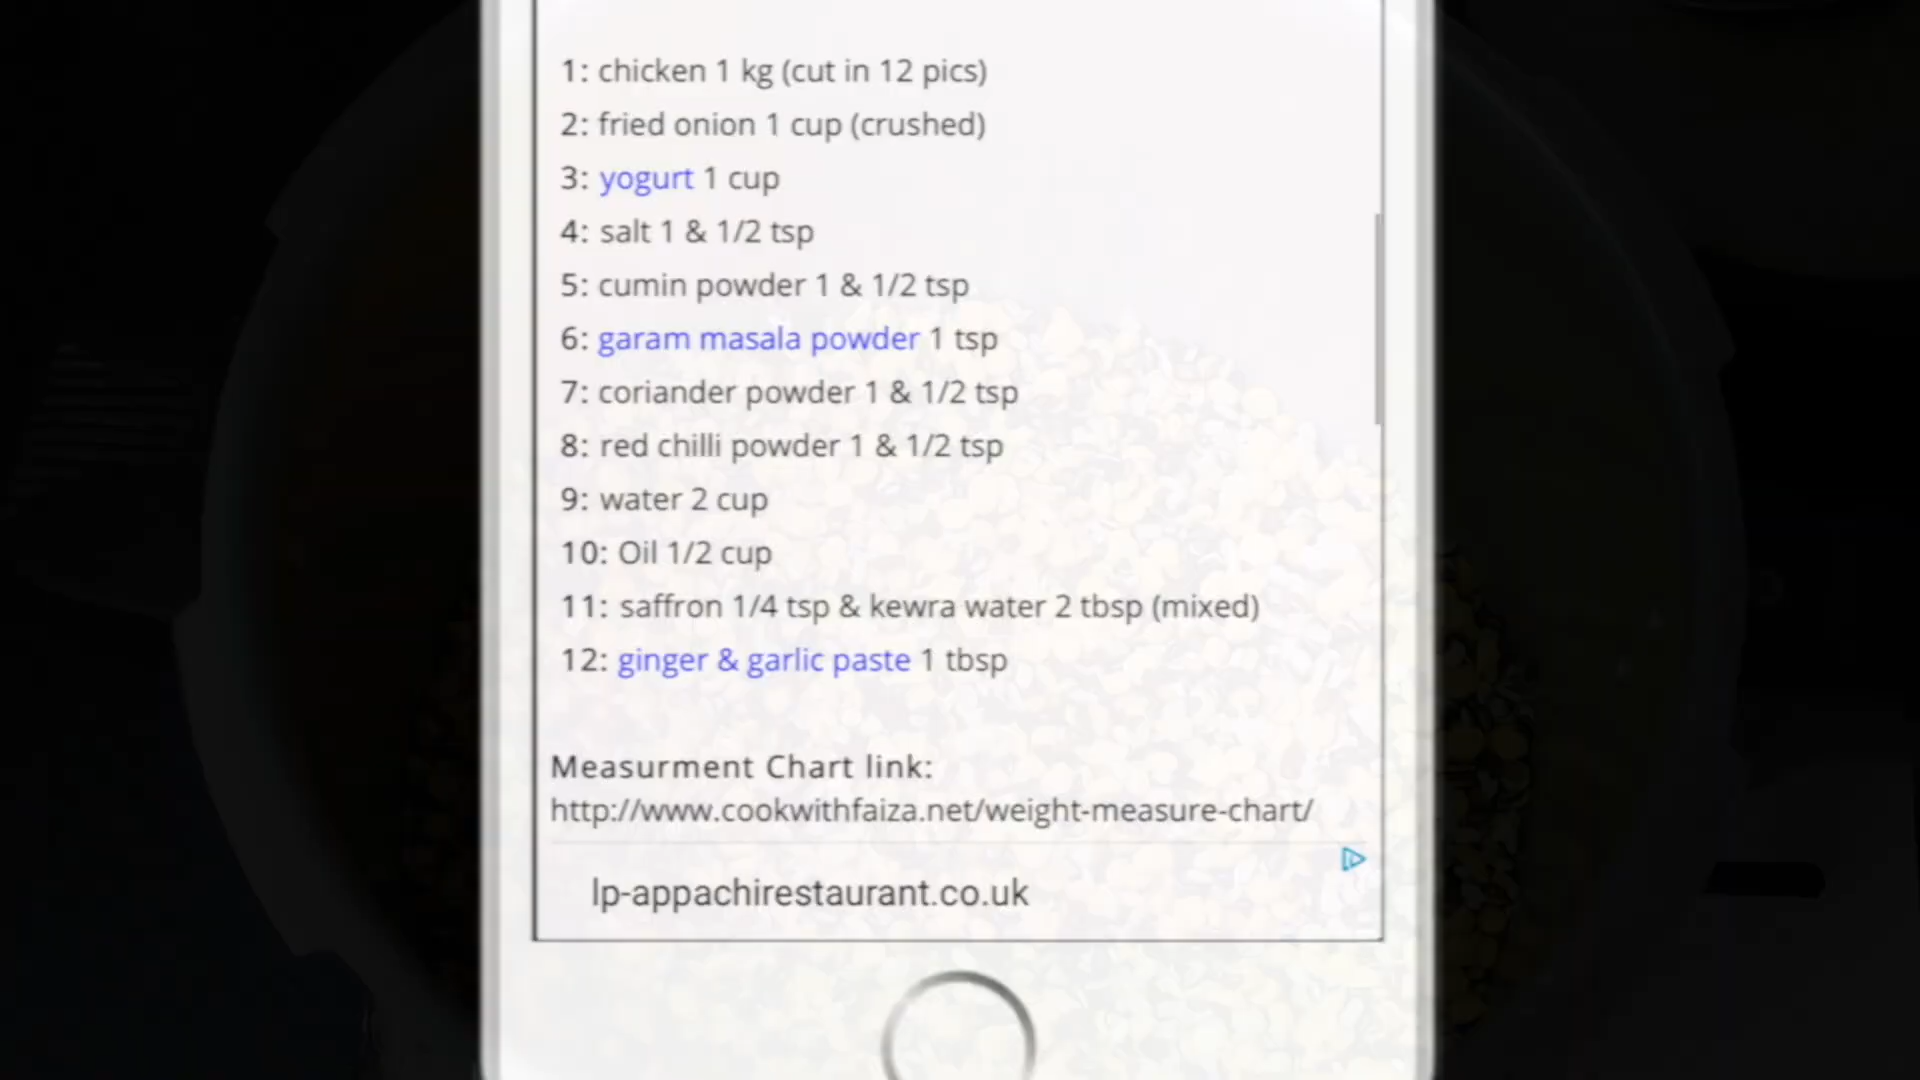 1: chicken 1 kg (cut in 12 pics)
2: fried onion 1 cup (crushed)
3: yogurt 1 cup
4: salt 1 & 1/2 tsp
5: cumin powder 1 & 1/2 tsp
6: garam masala powder 1 tsp
7: coriander powder 1 & 1/2 tsp
8: red chilli powder 1 & 1/2 tsp
9: water 2 cup
10: Oil 1/2 cup
11: saffron 1/4 tsp & kewra water 2 tbsp (mixed)
12: ginger & garlic paste 1 tbsp
Measurment Chart link:
http://www.cookwithfaiza.net/weight-measure-chart/
lp-appachirestaurant.co.uk